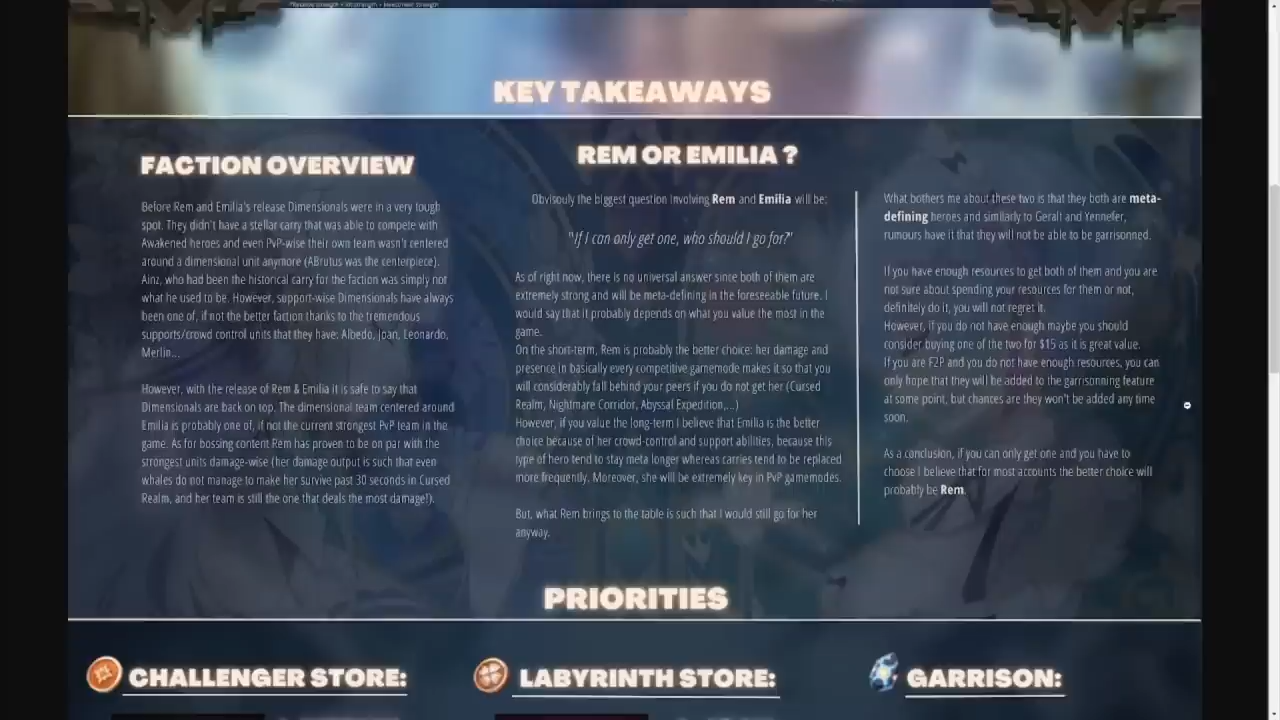 KEY TAKEAWAYS
FACTION OVERVIEW
Before Rem and Emilia's release Dimensionals were in a very tough
spot. They didn't have a stellar carry that was able to compete with
Awakened heroes and even PvP-wise their own team wasn't centered
around a dimensional unit anymore (ABrutus was the centerpiece).
Ainz, who had been the historical carry for the faction was simply not
what he used to be. However, support-wise Dimensionals have always
been one of, if not the better faction thanks to the tremendous
supports/crowd control units that they have: Albedo, Joan, Leonardo,
Merlin...
However, with the release of Rem & Emilia it is safe to say that
Dimensionals are back on top. The dimensional team centered around
Emilia is probably one of, if not the current strongest PvP team in the
game. As for bossing content Rem has proven to be on par with the
strongest units damage-wise (her damage output is such that even
whales do not manage to make her survive past 30 seconds in Cursed
Realm, and her team is still the one that deals the most damage!).
REM OR EMILIA ?
Obvisouly the biggest question involving Rem and Emilia will be:
"If I can only get one, who should I go for?"
As of right now, there is no universal answer since both of them are
extremely strong and will be meta-defining in the foreseeable future. I
would say that it probably depends on what you value the most in the
game.
On the short-term, Rem is probably the better choice: her damage and
presence in basically every competitive gamemode makes it so that you
will considerably fall behind your peers if you do not get her (Cursed
Realm, Nightmare Corridor, Abyssal Expedition,...)
However, if you value the long-term I believe that Emilia is the better
choice because of her crowd-control and support abilities, because this
type of hero tend to stay meta longer whereas carries tend to be replaced
more frequently. Moreover, she will be extremely key in PvP gamemodes.
But, what Rem brings to the table is such that I would still go for her
anyway.
What bothers me about these two is that they both are meta-
defining heroes and similarly to Geralt and Yennefer,
rumours have it that they will not be able to be garrisonned.
If you have enough resources to get both of them and you are
not sure about spending your resources for them or not,
definitely do it, you will not regret it.
However, if you do not have enough maybe you should
consider buying one of the two for $15 as it is great value.
If you are F2P and you do not have enough resources, you can
only hope that they will be added to the garrisonning feature
at some point, but chances are they won't be added any time
soon.
As a conclusion, if you can only get one and you have to
choose I believe that for most accounts the better choice will
probably be Rem.
PRIORITIES
CHALLENGER STORE:
LABYRINTH STORE:
GARRISON: